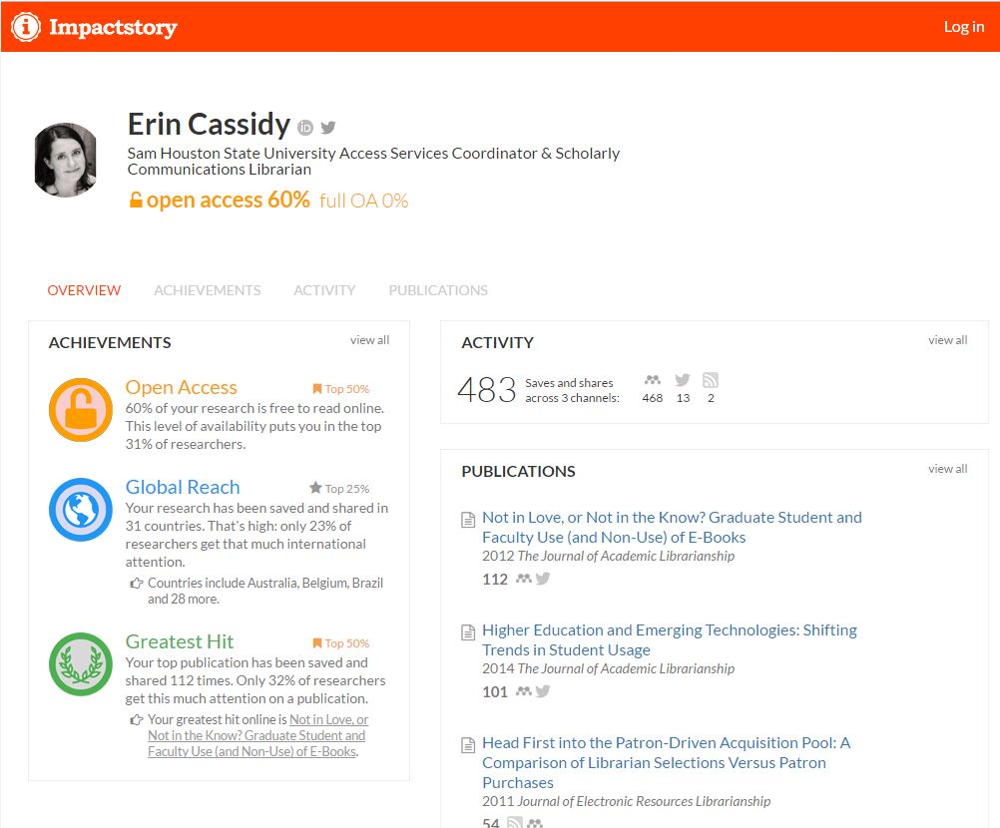 Impactstory
Log in
Erin Cassidy
Sam Houston State University Access Services Coordinator & Scholarly
Communications Librarian
open access 60% full OA 0%
OVERVIEW ACHIEVEMENTS ACTIVITY PUBLICATIONS
ACHIEVEMENTS view all
Open Access Top 50%
60% of your research is free to read online.
This level of availability puts you in the top
31% of researchers.
Global Reach Top 25%
Your research has been saved and shared in
31 countries. That's high: only 23% of
researchers get that much international
attention.
Countries include Australia, Belgium, Brazil
and 28 more.
Greatest Hit Top 50%
Your top publication has been saved and
shared 112 times. Only 32% of researchers
get this much attention on a publication.
Your greatest hit online is Not in Love, or
Not in the Know? Graduate Student and
Faculty Use (and Non-Use) of E-Books.
ACTIVITY view all
483 Saves and shares
across 3 channels:
468 13 2
PUBLICATIONS view all
Not in Love, or Not in the Know? Graduate Student and
Faculty Use (and Non-Use) of E-Books
2012 The Journal of Academic Librarianship
112
Higher Education and Emerging Technologies: Shifting
Trends in Student Usage
2014 The Journal of Academic Librarianship
101
Head First into the Patron-Driven Acquisition Pool: A
Comparison of Librarian Selections Versus Patron
Purchases
2011 Journal of Electronic Resources Librarianship
54